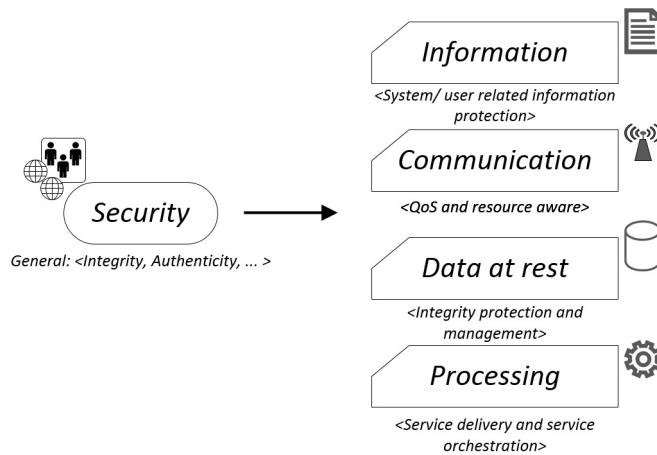 Information
<System/ user related information
protection>
Communication
<QoS and resource aware>
Security
General: <Integrity, Authenticity, ... >
Data at rest
<Integrity protection and
management>
Processing
<Service delivery and service
orchestration>